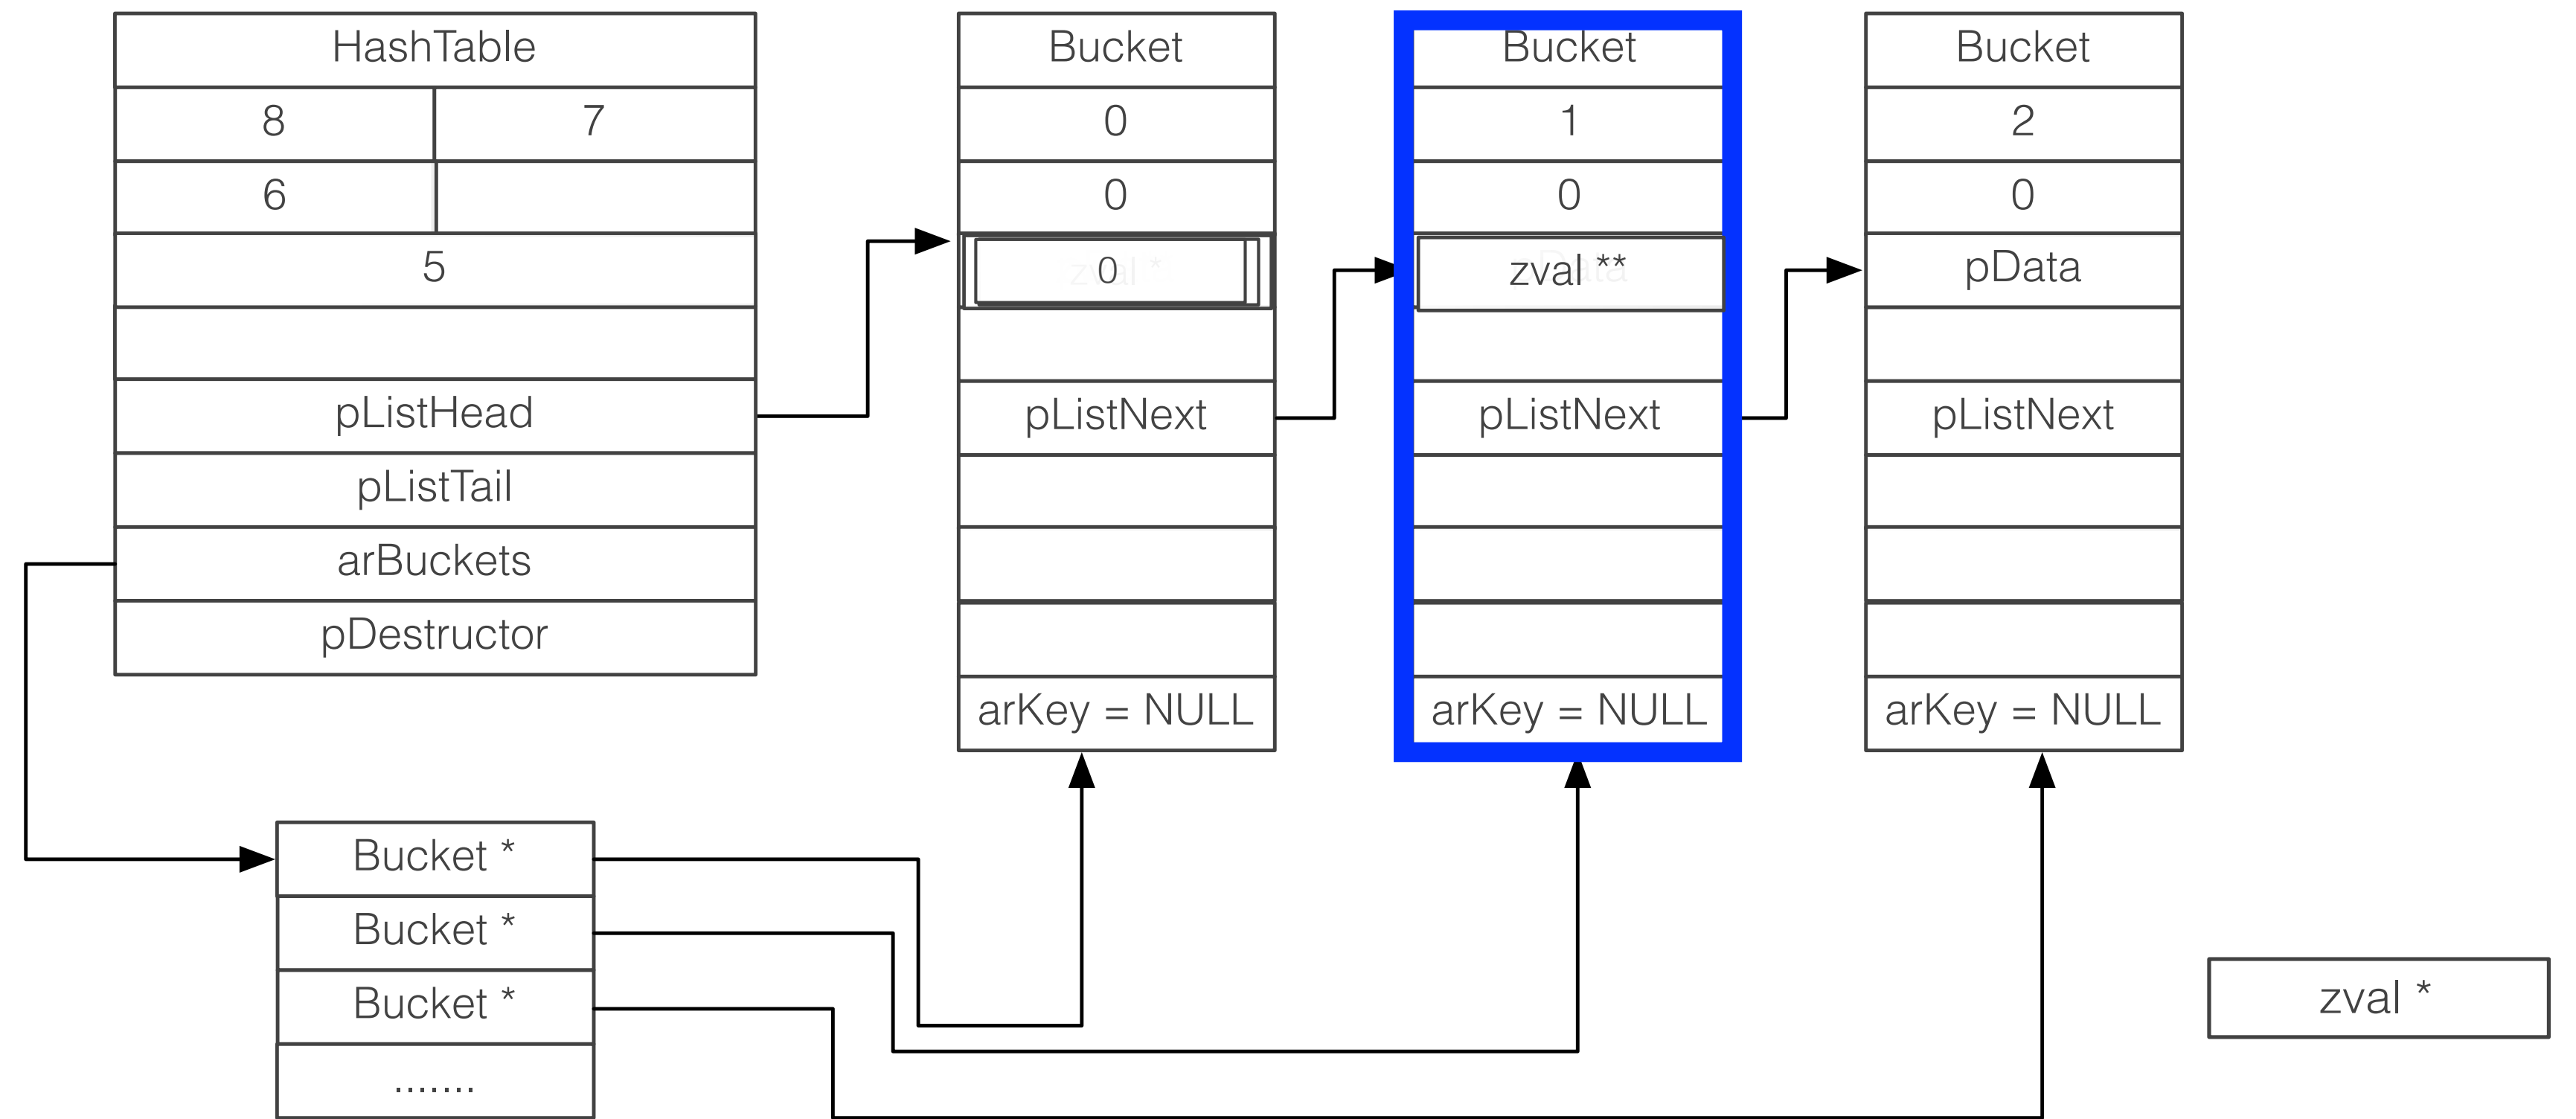 HashTable
8 7
6
5
pListHead
pListTail
arBuckets
pDestructor
Bucket
0
0
0
pListNext
arKey = NULL
Bucket
1
0
zval **
pListNext
arKey = NULL
Bucket
2
0
pData
pListNext
arKey = NULL
Bucket *
Bucket *
Bucket *
.......
zval *